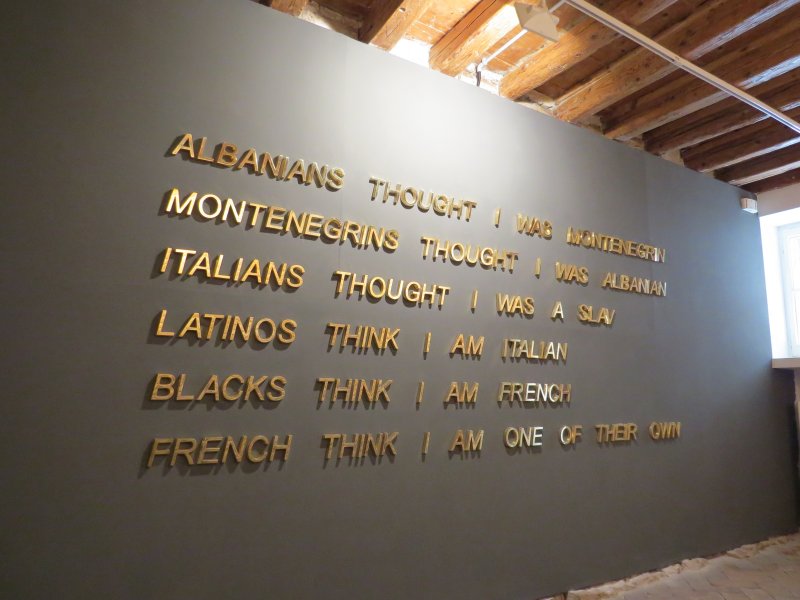 ALBANIANS THOUGHT I WAS MONTENEGRIN
MONTENEGRINS THOUGHT I WAS ALBANIAN
ITALIANS THOUGHT I WAS A SLAV
LATINOS THINK I AM ITALIAN
BLACKS THINK I AM FRENCH
FRENCH THINK I AM ONE OF THEIR OWN